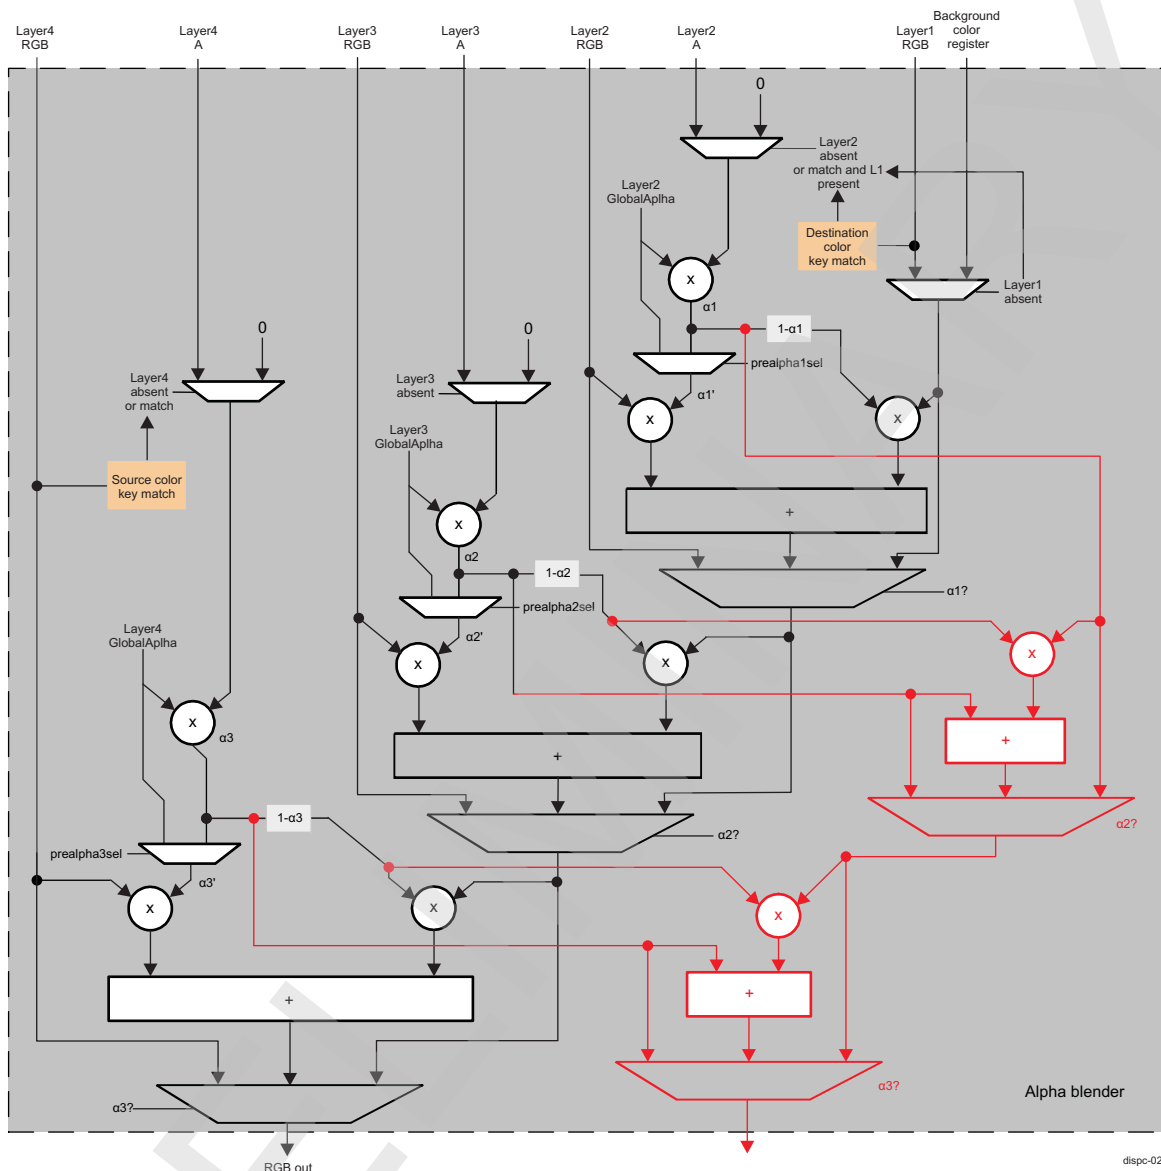 Layer4
RGB
Layer4
A
Layer3
RGB
Layer3
A
Layer2
RGB
Layer2
A
Layer1
RGB
Background
color
register
0
Layer2
absent
or match and L1
present
Layer2
GlobalAplha
Destination
color
key match
x
Layer1
absent
α1
0
0
1-α1
prealpha1sel
Layer4
absent
or match
Layer3
absent
α1'
x
x
Layer3
GlobalAplha
Source color
key match
+
x
α2
1-α2
α1?
prealpha2sel
Layer4
GlobalAplha
α2'
x
x
x
x
α3
+
+
1-α3
α2?
α2?
prealpha3sel
α3'
x
x
x
+
+
α3?
Alpha blender
α3?
RGB out
dispc-02